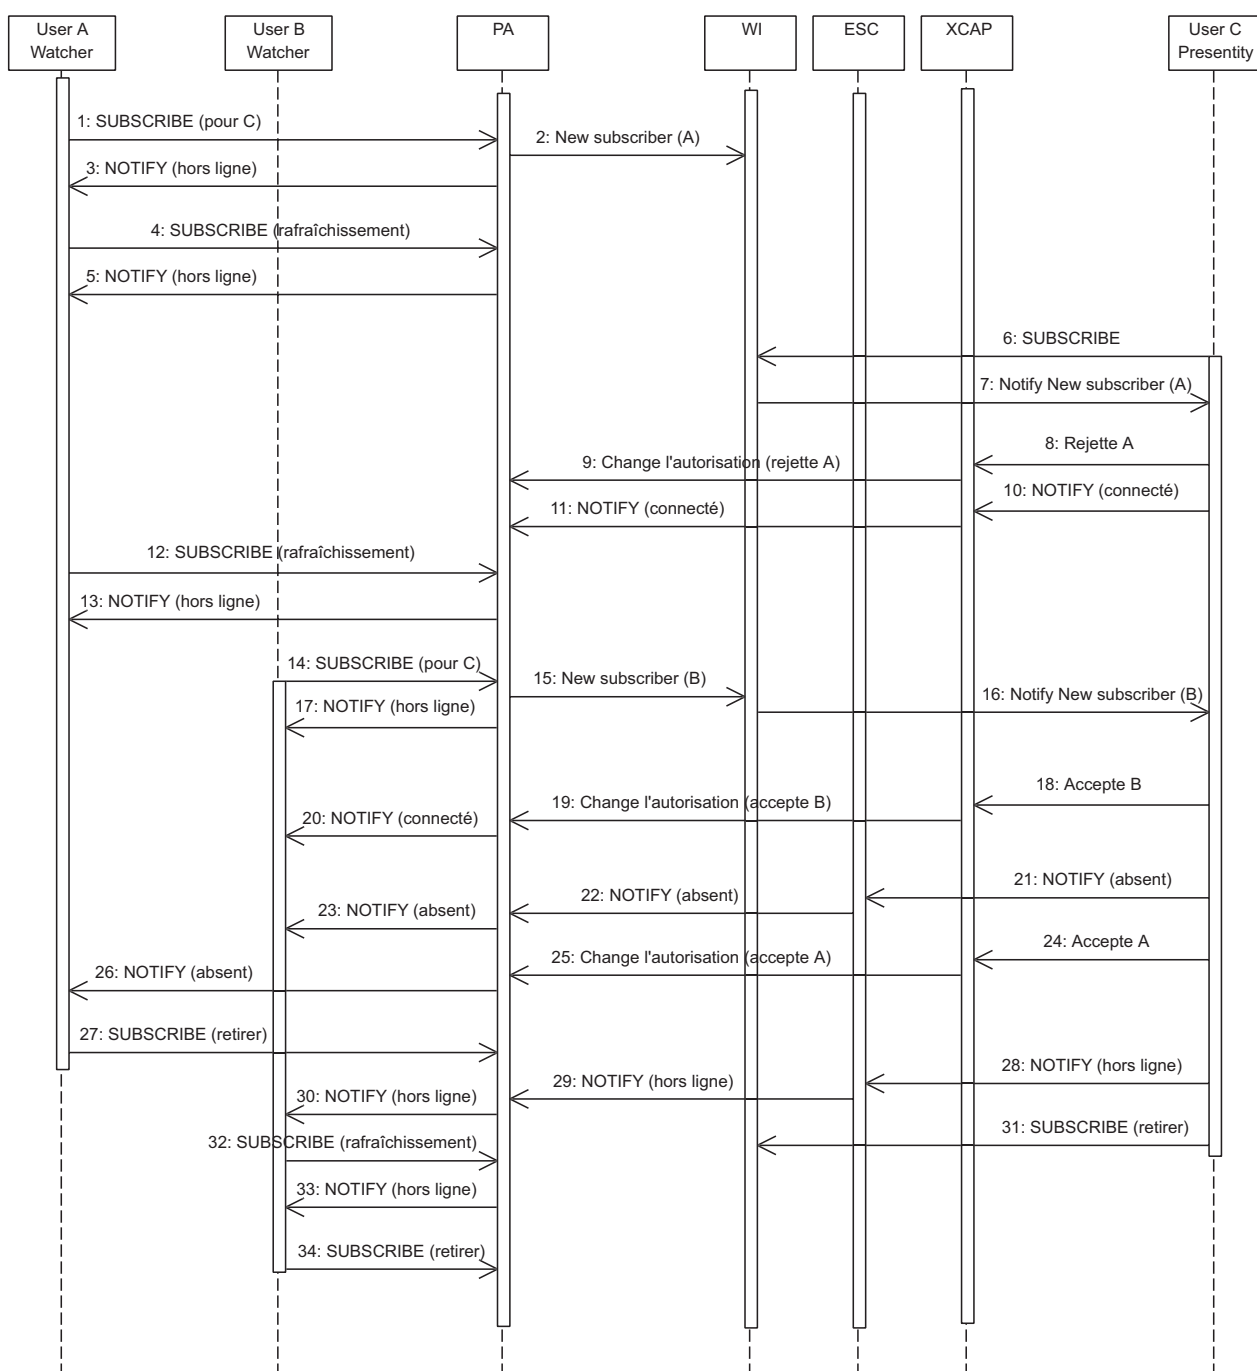 User A
Watcher
User B
Watcher
PA
WI
ESC
XCAP
User C
Presentity
1: SUBSCRIBE (pour C)
2: New subscriber (A)
3: NOTIFY (hors ligne)
4: SUBSCRIBE (rafraîchissement)
5: NOTIFY (hors ligne)
6: SUBSCRIBE
7: Notify New subscriber (A)
8: Rejette A
9: Change l'autorisation (rejette A)
10: NOTIFY (connecté)
11: NOTIFY (connecté)
12: SUBSCRIBE (rafraîchissement)
13: NOTIFY (hors ligne)
14: SUBSCRIBE (pour C)
15: New subscriber (B)
16: Notify New subscriber (B)
17: NOTIFY (hors ligne)
18: Accepte B
19: Change l'autorisation (accepte B)
20: NOTIFY (connecté)
21: NOTIFY (absent)
22: NOTIFY (absent)
23: NOTIFY (absent)
24: Accepte A
25: Change l'autorisation (accepte A)
26: NOTIFY (absent)
27: SUBSCRIBE (retirer)
28: NOTIFY (hors ligne)
29: NOTIFY (hors ligne)
30: NOTIFY (hors ligne)
31: SUBSCRIBE (retirer)
32: SUBSCRIBE (rafraîchissement)
33: NOTIFY (hors ligne)
34: SUBSCRIBE (retirer)